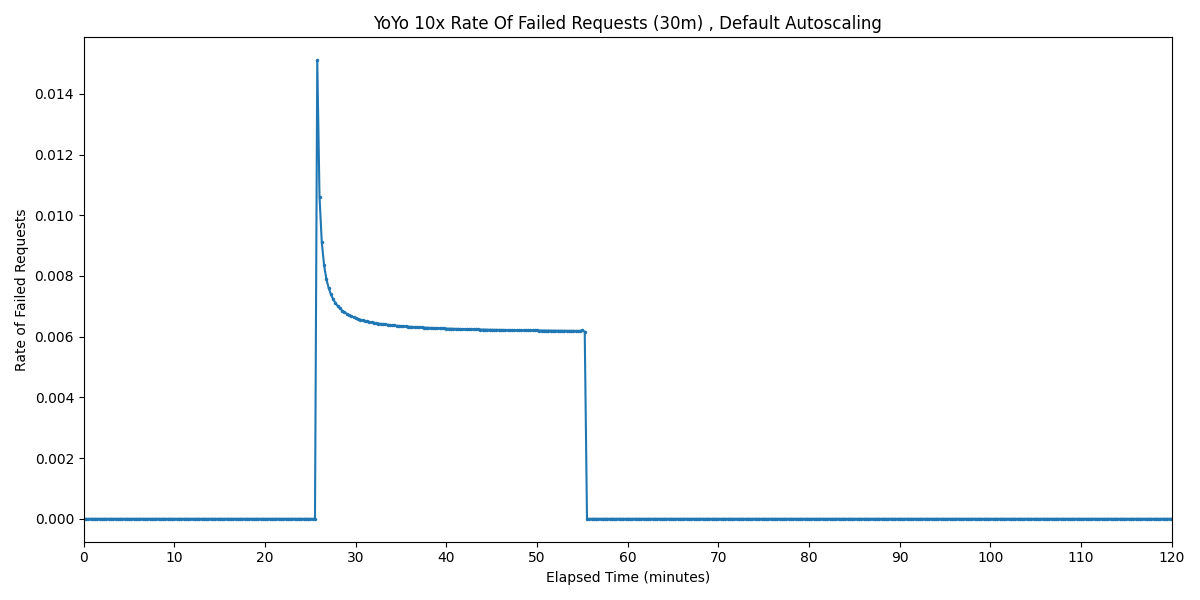 YoYo 10x Rate Of Failed Requests (30m) , Default Autoscaling
0.014
0.012
0.010
0.008
0.006
0.004
0.002
0.000
Rate of Failed Requests
0 10 20 30 40 50 60 70 80 90 100 110 120
Elapsed Time (minutes)